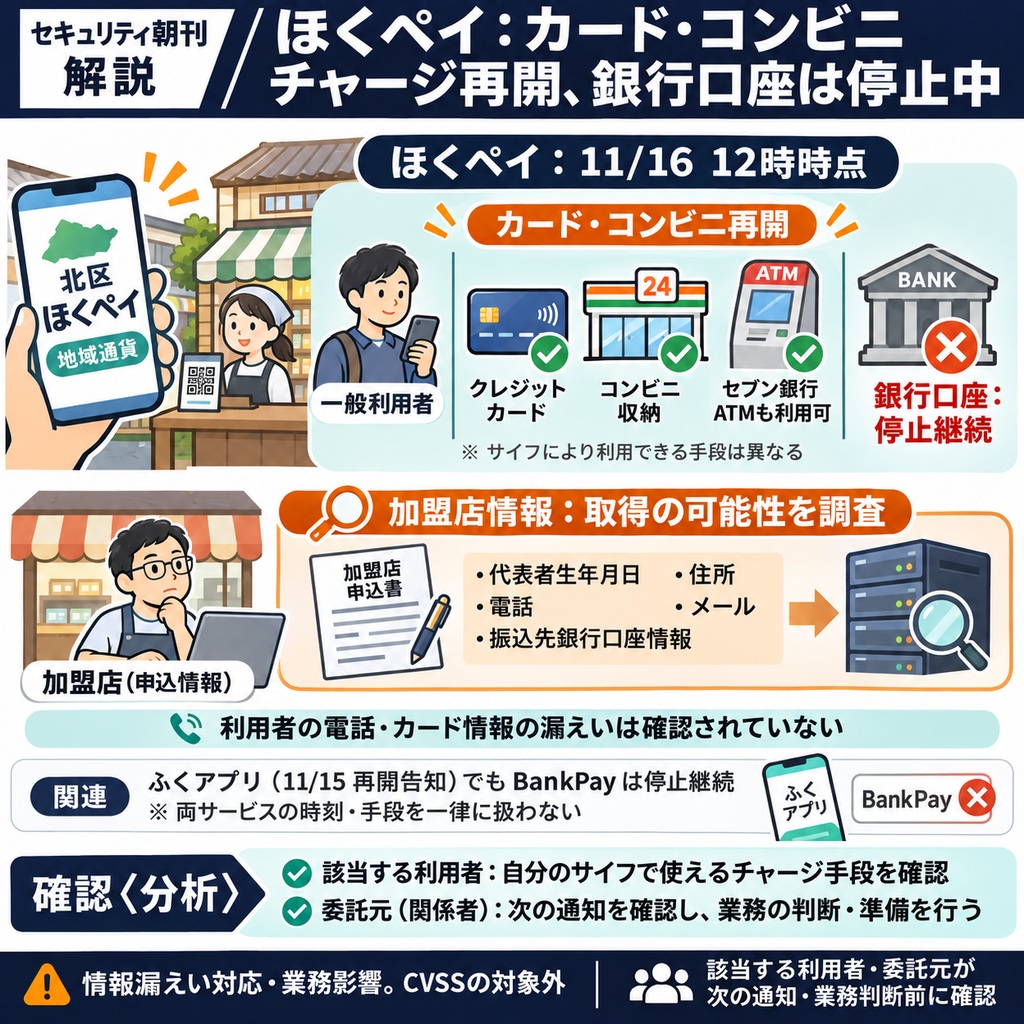 セキュリティ朝刊
解説
ほくペイ：カード・コンビニ
チャージ再開、銀行口座は停止中
ほくペイ：11/16 12時時点
北区
ほくペイ
地域通貨
一般利用者
カード・コンビニ再開
24
ATM
BANK
クレジット
カード
コンビニ
収納
セブン銀行
ATMも利用可
銀行口座：
停止継続
※ サイフにより利用できる手段は異なる
加盟店情報：取得の可能性を調査
加盟店
申込書
・代表者生年月日
・住所
・電話
・メール
・振込先銀行口座情報
加盟店（申込情報）
利用者の電話・カード情報の漏えいは確認されていない
関連
ふくアプリ（11/15 再開告知）でも BankPay は停止継続
※ 両サービスの時刻・手段を一律に扱わない
ふく
アプリ
BankPay
確認〈分析〉
該当する利用者：自分のサイフで使えるチャージ手段を確認
委託元（関係者）：次の通知を確認し、業務の判断・準備を行う
情報漏えい対応・業務影響。CVSSの対象外
該当する利用者・委託元が
次の通知・業務判断前に確認